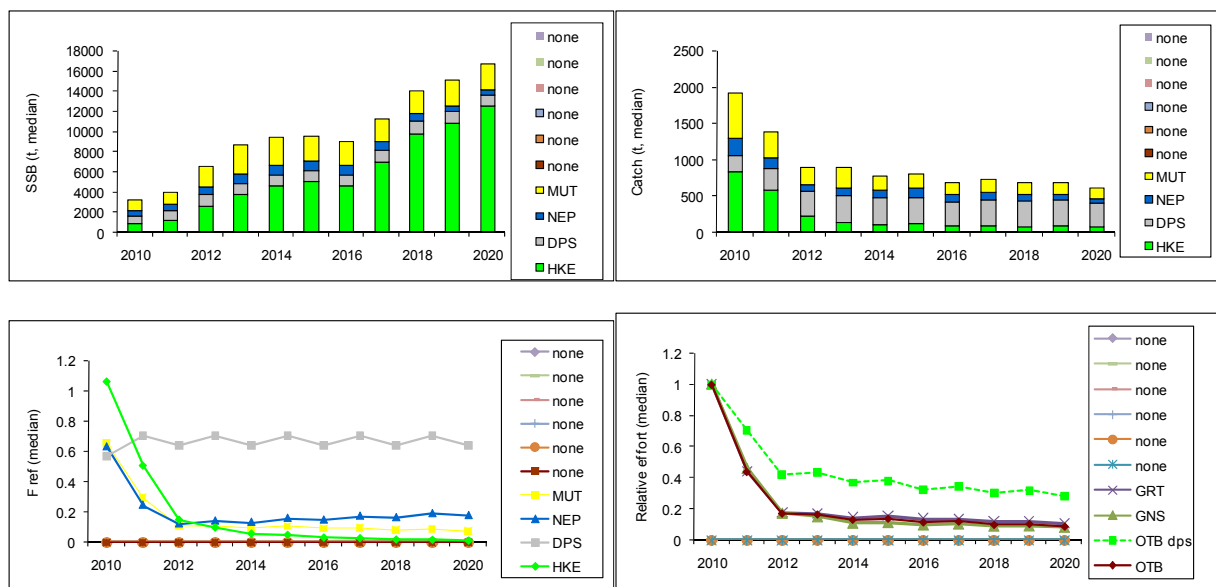 SSB (t, median)
18000
16000
14000
12000
10000
8000
6000
4000
2000
0
2010 2012 2014 2016 2018 2020
none
none
none
none
none
none
MUT
NEP
DPS
HKE
Catch (t, median)
2500
2000
1500
1000
500
0
2010 2012 2014 2016 2018 2020
none
none
none
none
none
none
MUT
NEP
DPS
HKE
F ref (median)
1.2
1
0.8
0.6
0.4
0.2
0
2010 2012 2014 2016 2018 2020
none
none
none
none
none
none
MUT
NEP
DPS
HKE
Relative effort (median)
1.2
1
0.8
0.6
0.4
0.2
0
2010 2012 2014 2016 2018 2020
none
none
none
none
none
none
GRT
GNS
OTB dps
OTB